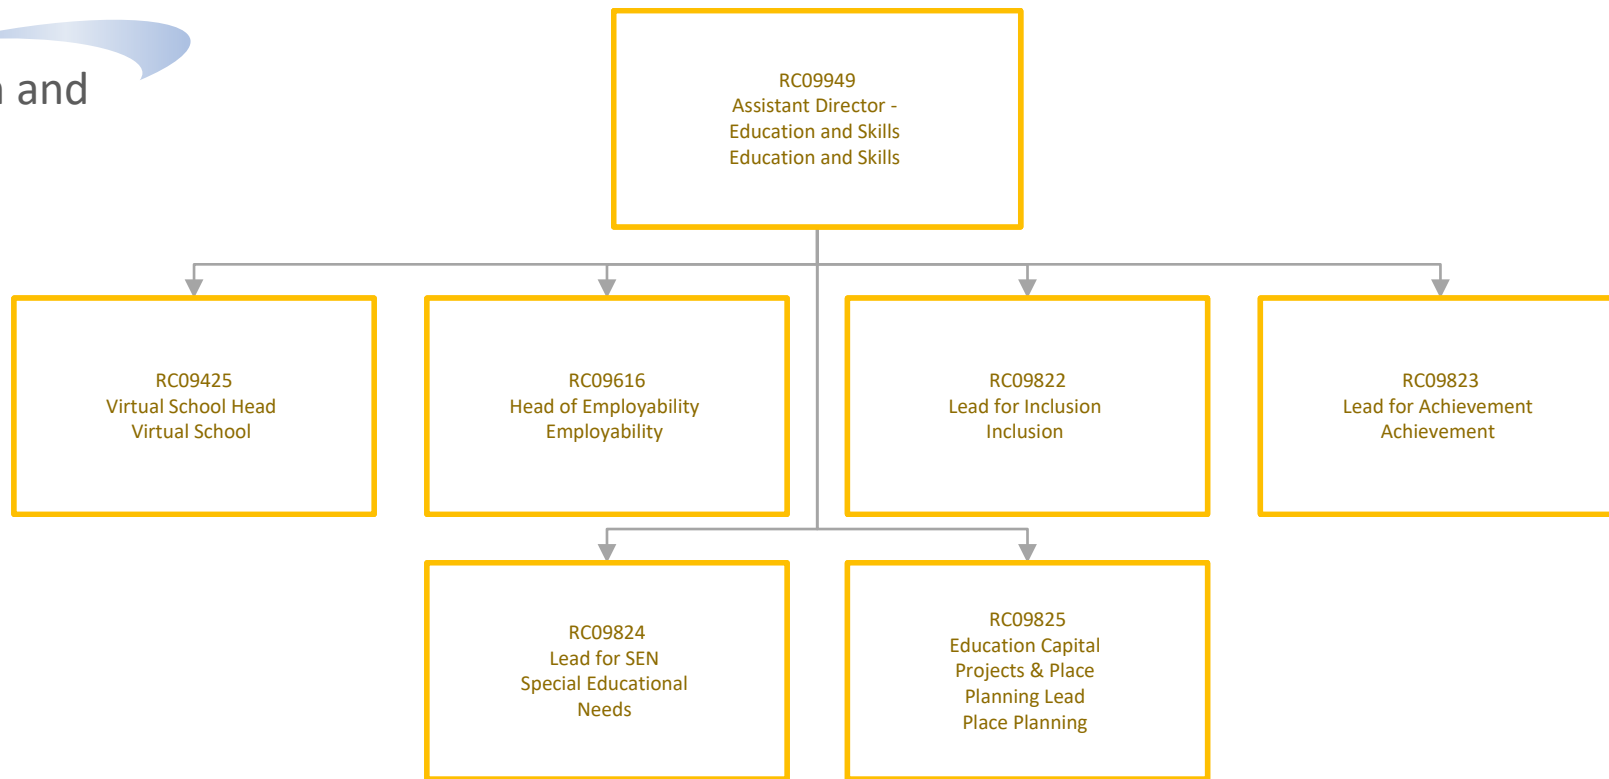 and
RC09949
Assistant Director -
Education and Skills
Education and Skills
RC09425
Virtual School Head
Virtual School
RC09616
Head of Employability
Employability
RC09822
Lead for Inclusion
Inclusion
RC09823
Lead for Achievement
Achievement
RC09824
Lead for SEN
Special Educational
Needs
RC09825
Education Capital
Projects & Place
Planning Lead
Place Planning